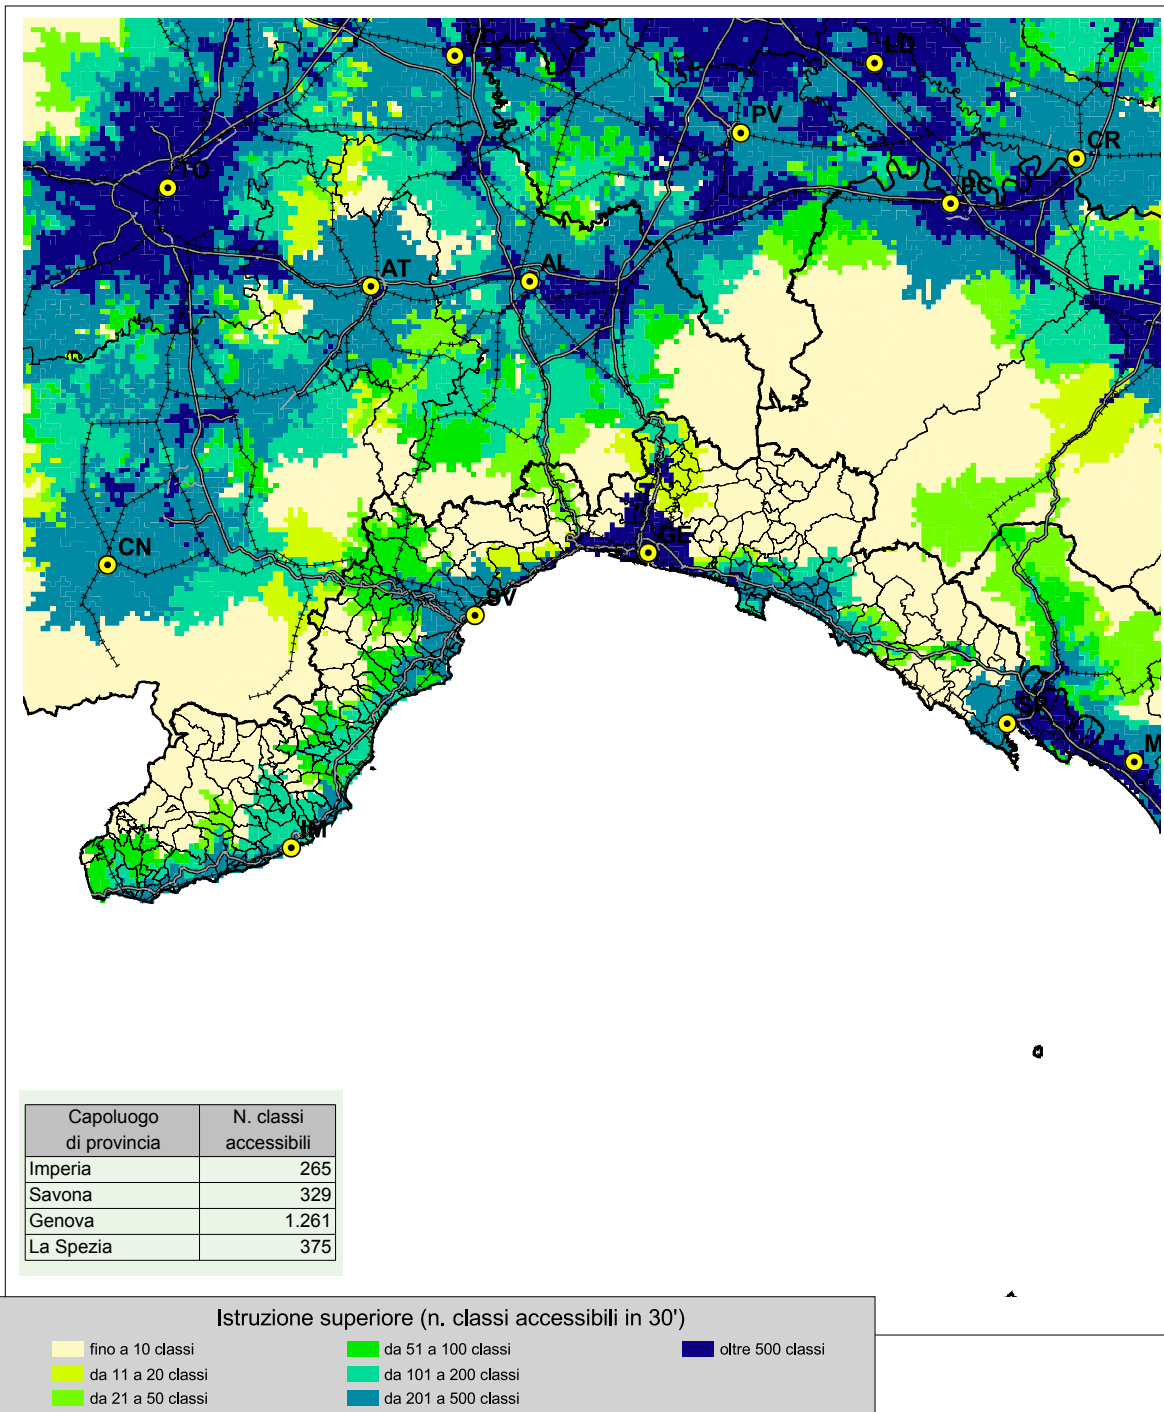 VC
LD
PV
CR
TO
PC
AT
AL
CN
GE
SV
SP
M
IM
Capoluogo di provincia N. classi accessibili
Imperia 265
Savona 329
Genova 1.261
La Spezia 375
Istruzione superiore (n. classi accessibili in 30')
fino a 10 classi da 51 a 100 classi oltre 500 classi
da 11 a 20 classi da 101 a 200 classi
da 21 a 50 classi da 201 a 500 classi